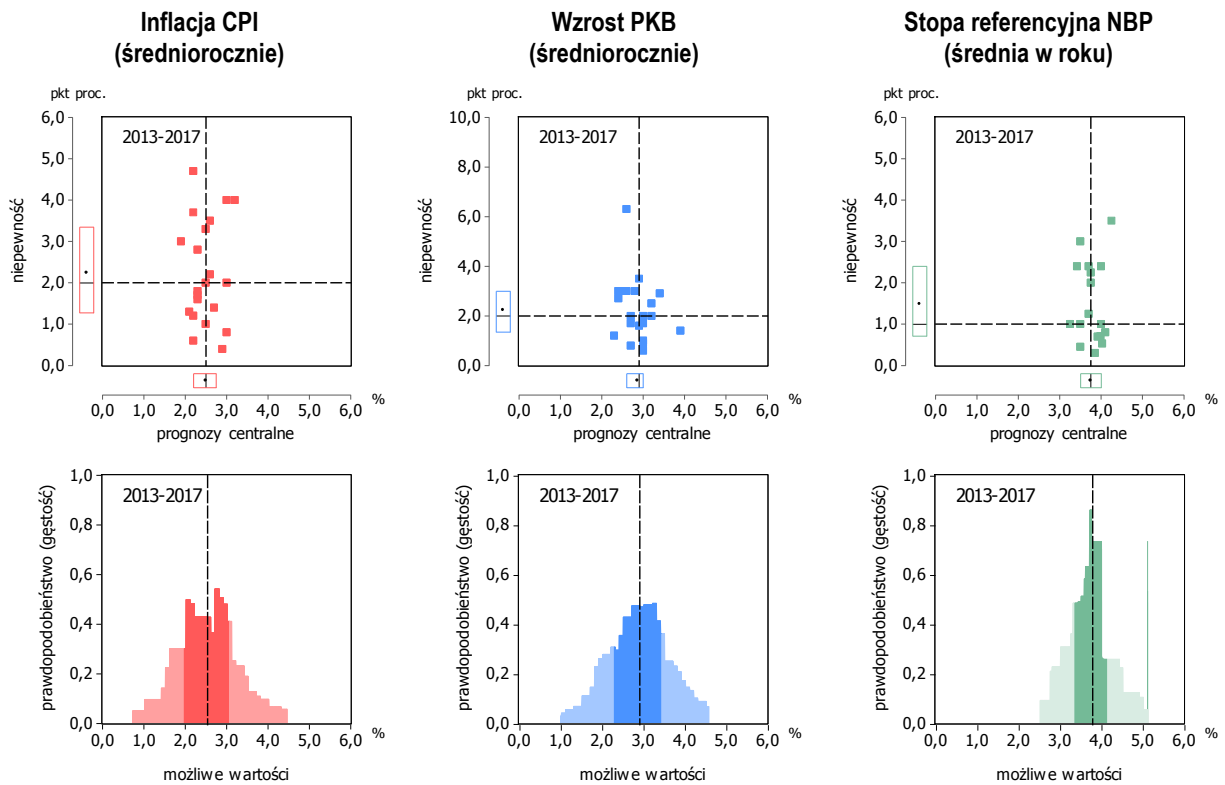 Inflacja CPI
(średniorocznie)
Wzrost PKB
(średniorocznie)
Stopa referencyjna NBP
(średnia w roku)
pkt proc.
6,0
5,0
4,0
3,0
2,0
1,0
0,0
niepewność
2013-2017
0,0 1,0 2,0 3,0 4,0 5,0 6,0 %
prognozy centralne
pkt proc.
10,0
8,0
6,0
4,0
2,0
0,0
niepewność
2013-2017
0,0 1,0 2,0 3,0 4,0 5,0 6,0 %
prognozy centralne
pkt proc.
6,0
5,0
4,0
3,0
2,0
1,0
0,0
niepewność
2013-2017
0,0 1,0 2,0 3,0 4,0 5,0 6,0 %
prognozy centralne
1,0
0,8
0,6
0,4
0,2
0,0
prawdopodobieństwo (gęstość)
2013-2017
0,0 1,0 2,0 3,0 4,0 5,0 6,0 %
możliwe wartości
1,0
0,8
0,6
0,4
0,2
0,0
prawdopodobieństwo (gęstość)
2013-2017
0,0 1,0 2,0 3,0 4,0 5,0 6,0 %
możliwe wartości
1,0
0,8
0,6
0,4
0,2
0,0
prawdopodobieństwo (gęstość)
2013-2017
0,0 1,0 2,0 3,0 4,0 5,0 6,0 %
możliwe wartości